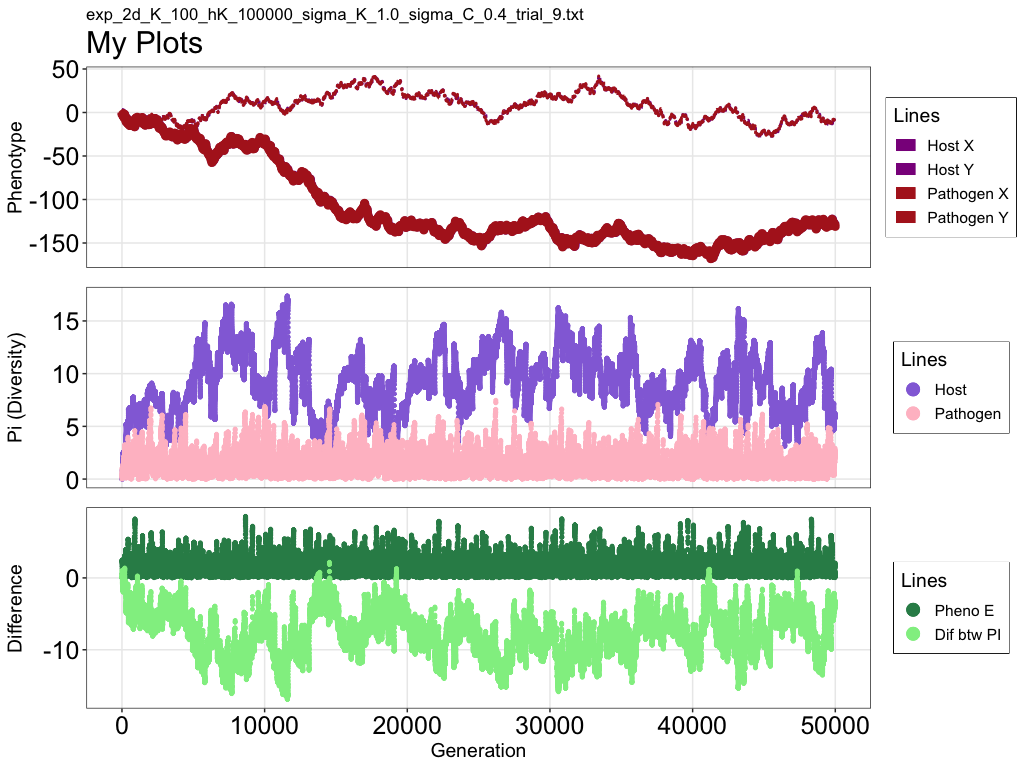 exp_2d_K_100_hK_100000_sigma_K_1.0_sigma_C_0.4_trial_9.txt
My Plots
Phenotype
50
0
-50
-100
-150
Lines
Host X
Host Y
Pathogen X
Pathogen Y
Pi (Diversity)
15
10
5
0
Lines
Host
Pathogen
Difference
0
-10
Lines
Pheno E
Dif btw PI
0 10000 20000 30000 40000 50000
Generation